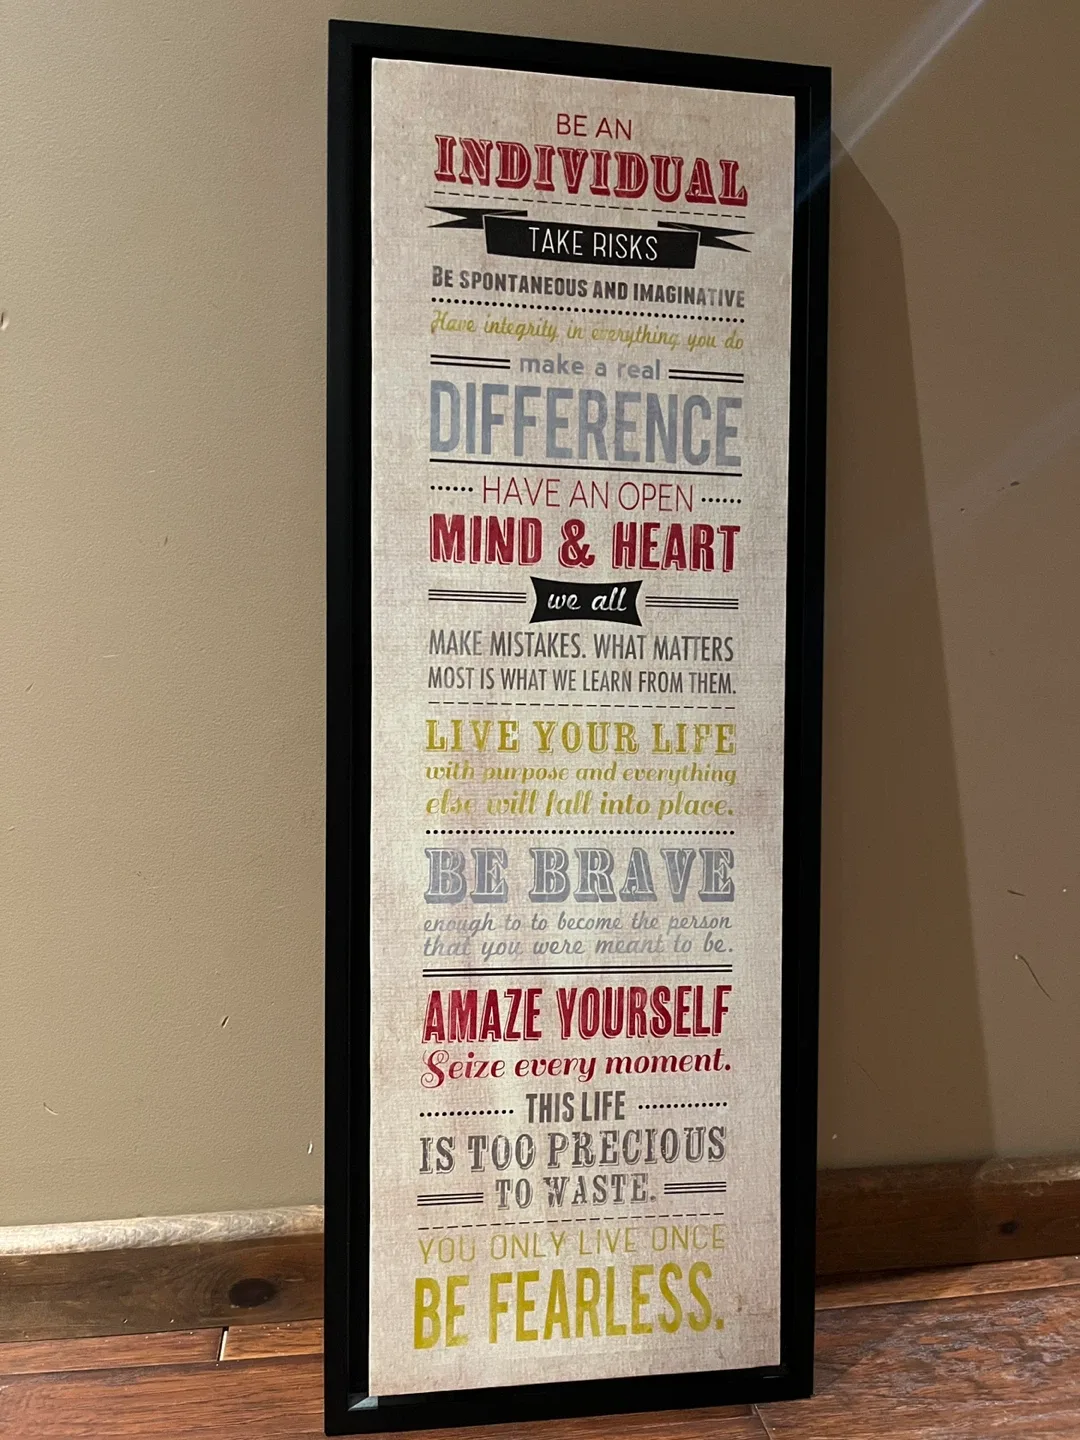 BE AN
INDIVIDUAL
TAKE RISKS
BE SPONTANEOUS AND IMAGINATIVE
Have integrity in everything you do
make a real
DIFFERENCE
HAVE AN OPEN
MIND & HEART
we all
MAKE MISTAKES. WHAT MATTERS
MOST IS WHAT WE LEARN FROM THEM.
LIVE YOUR LIFE
with purpose and everything
else will fall into place.
BE BRAVE
enough to to become the person
that you were meant to be.
AMAZE YOURSELF
Seize every moment.
THIS LIFE
IS TOO PRECIOUS
TO WASTE.
YOU ONLY LIVE ONCE
BE FEARLESS.